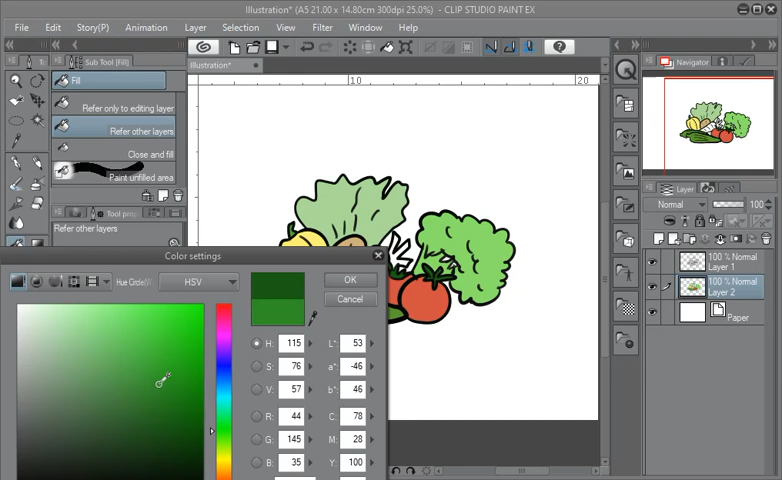 Illustration* (A5 21.00 x 14.80cm 300dpi 25.0%) - CLIP STUDIO PAINT EX
File Edit Story(P) Animation Layer Selection View Filter Window Help
Sub Tool [Fill]
Fill
Refer only to editing layer
Refer other layers
Close and fill
Paint unfilled area
Tool prop
Refer other layers
Illustration*
10 20
Navigator
Layer
Normal 100
100 % Normal
Layer 1
100 % Normal
Layer 2
Paper
Color settings
Hue Circle(W HSV
OK
Cancel
H: 115 L*: 53
S: 76 a*: -46
V: 57 b*: 46
R: 44 C: 78
G: 145 M: 28
B: 35 Y: 100